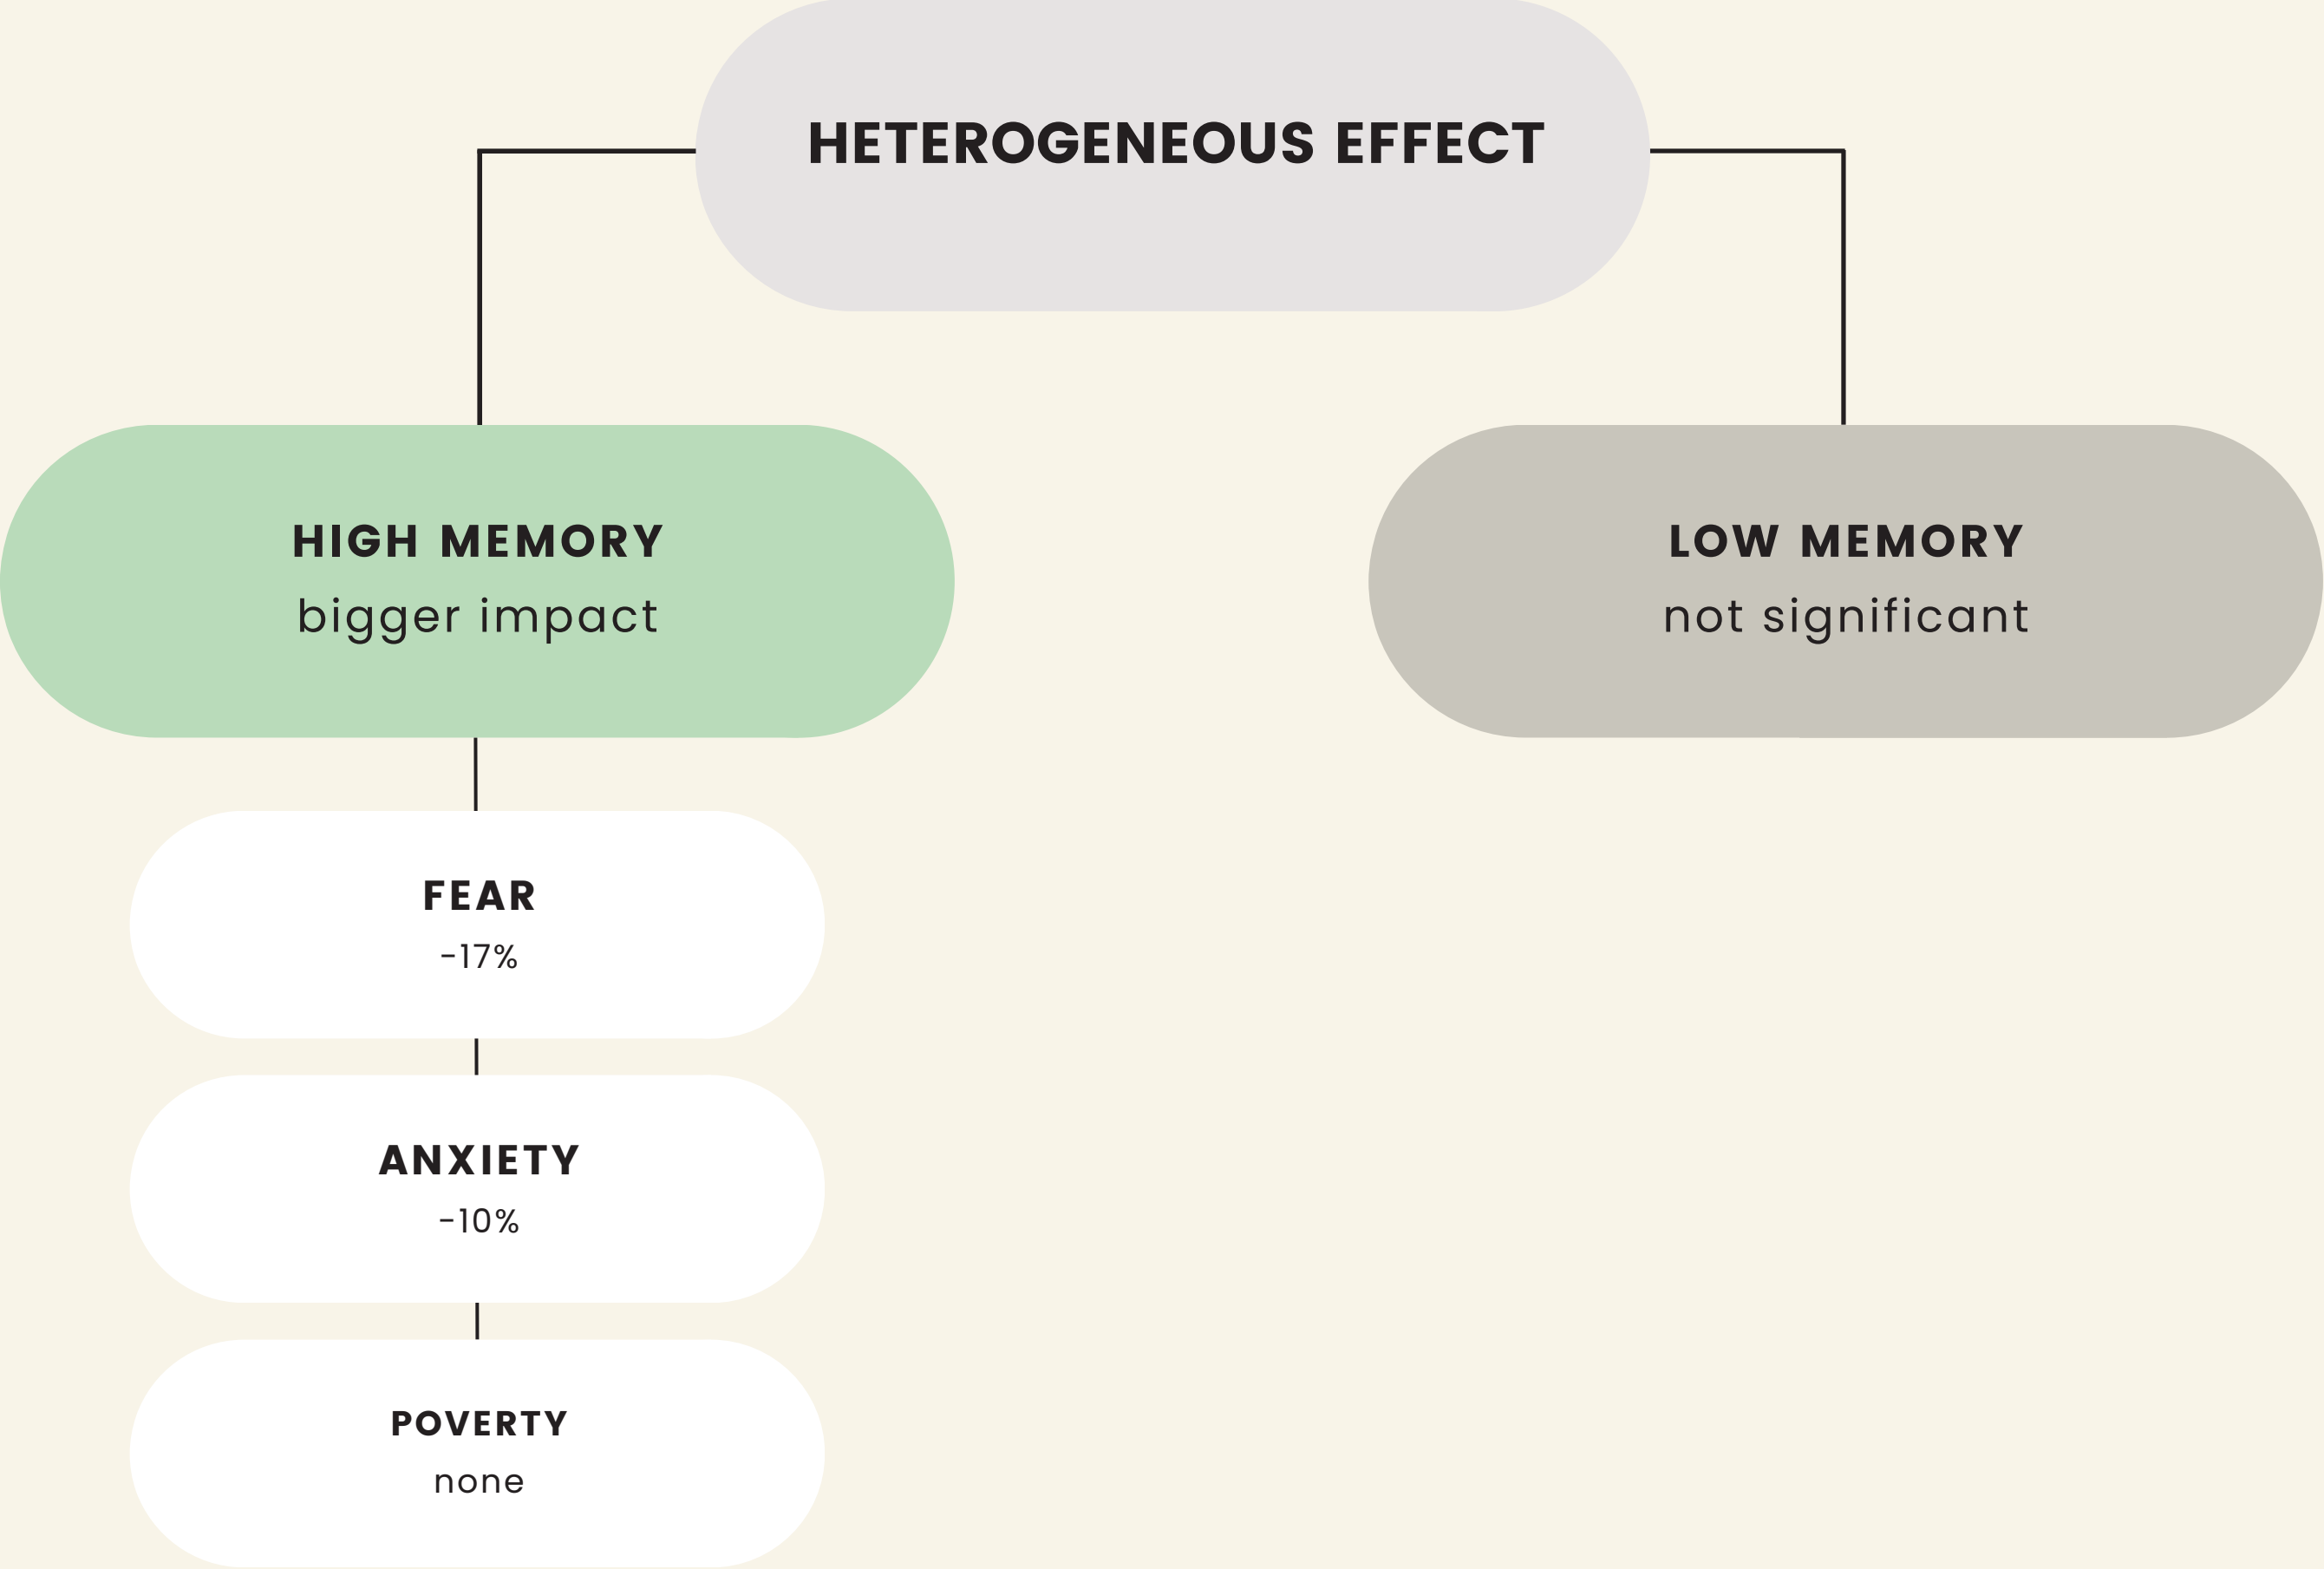 HETEROGENEOUS EFFECT
HIGH MEMORY
bigger impact
LOW MEMORY
not significant
FEAR
-17%
ANXIETY
-10%
POVERTY
none